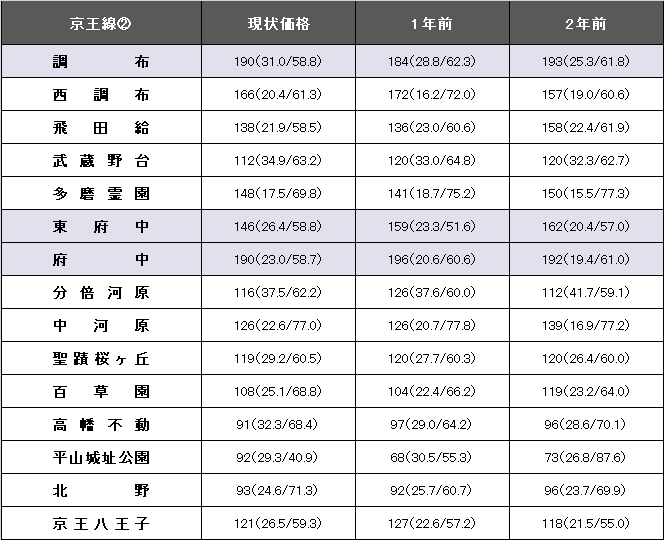 京王線② 現状価格 1年前 2年前
調布 190(31.0/58.8) 184(28.8/62.3) 193(25.3/61.8)
西調布 166(20.4/61.3) 172(16.2/72.0) 157(19.0/60.6)
飛田給 138(21.9/58.5) 136(23.0/60.6) 158(22.4/61.9)
武蔵野台 112(34.9/63.2) 120(33.0/64.8) 120(32.3/62.7)
多磨霊園 148(17.5/69.8) 141(18.7/75.2) 150(15.5/77.3)
東府中 146(26.4/58.8) 159(23.3/51.6) 162(20.4/57.0)
府中 190(23.0/58.7) 196(20.6/60.6) 192(19.4/61.0)
分倍河原 116(37.5/62.2) 126(37.6/60.0) 112(41.7/59.1)
中河原 126(22.6/77.0) 126(20.7/77.8) 139(16.9/77.2)
聖蹟桜ヶ丘 119(29.2/60.5) 120(27.7/60.3) 120(26.4/60.0)
百草園 108(25.1/68.8) 104(22.4/66.2) 119(23.2/64.0)
高幡不動 91(32.3/68.4) 97(29.0/64.2) 96(28.6/70.1)
平山城址公園 92(29.3/40.9) 68(30.5/55.3) 73(26.8/87.6)
北野 93(24.6/71.3) 92(25.7/60.7) 96(23.7/69.9)
京王八王子 121(26.5/59.3) 127(22.6/57.2) 118(21.5/55.0)